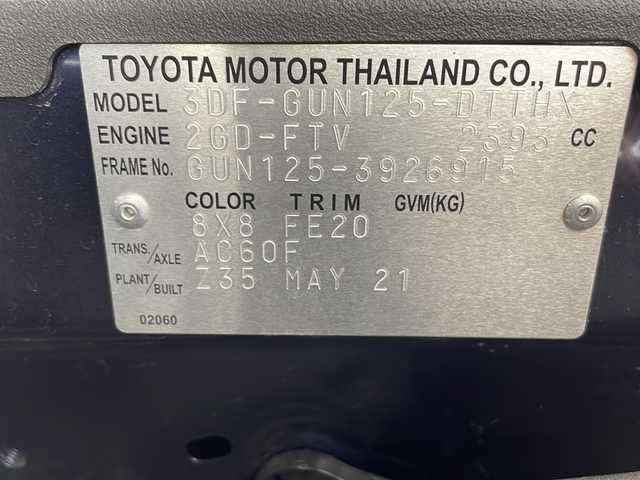 TOYOTA MOTOR THAILAND CO., LTD.
MODEL 3DF-GUN125-DTTHX
ENGINE 2GD-FTV 2393 CC
FRAME No. GUN125-3926915
COLOR TRIM GVM(KG)
8X8 FE20
TRANS./AXLE AC60F
PLANT/BUILT Z35 MAY 21
02060